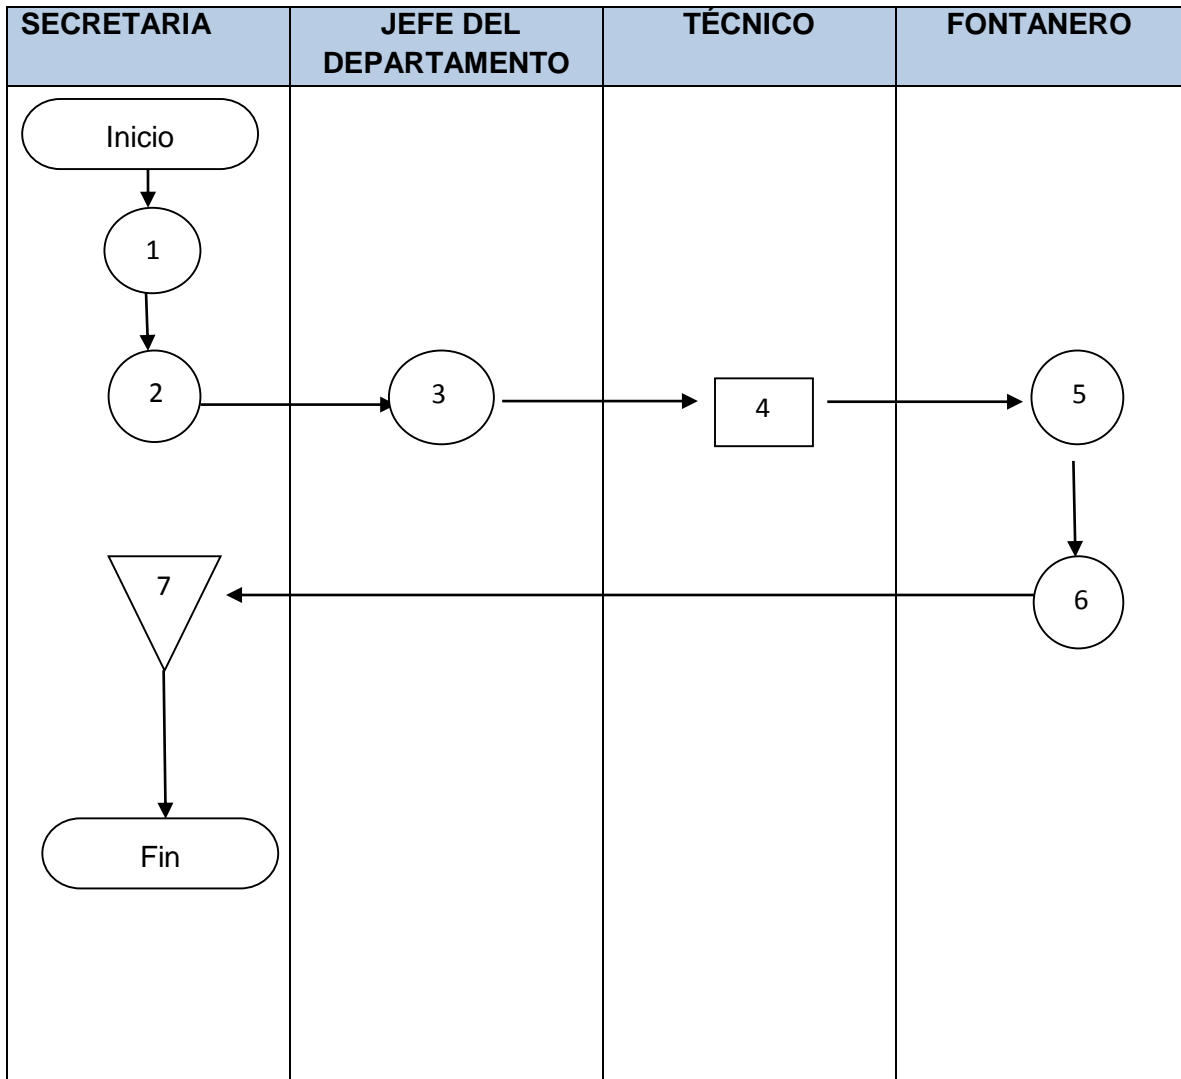 SECRETARIA
JEFE DEL
DEPARTAMENTO
TÉCNICO
FONTANERO
Inicio
1
2
3
4
5
7
6
Fin